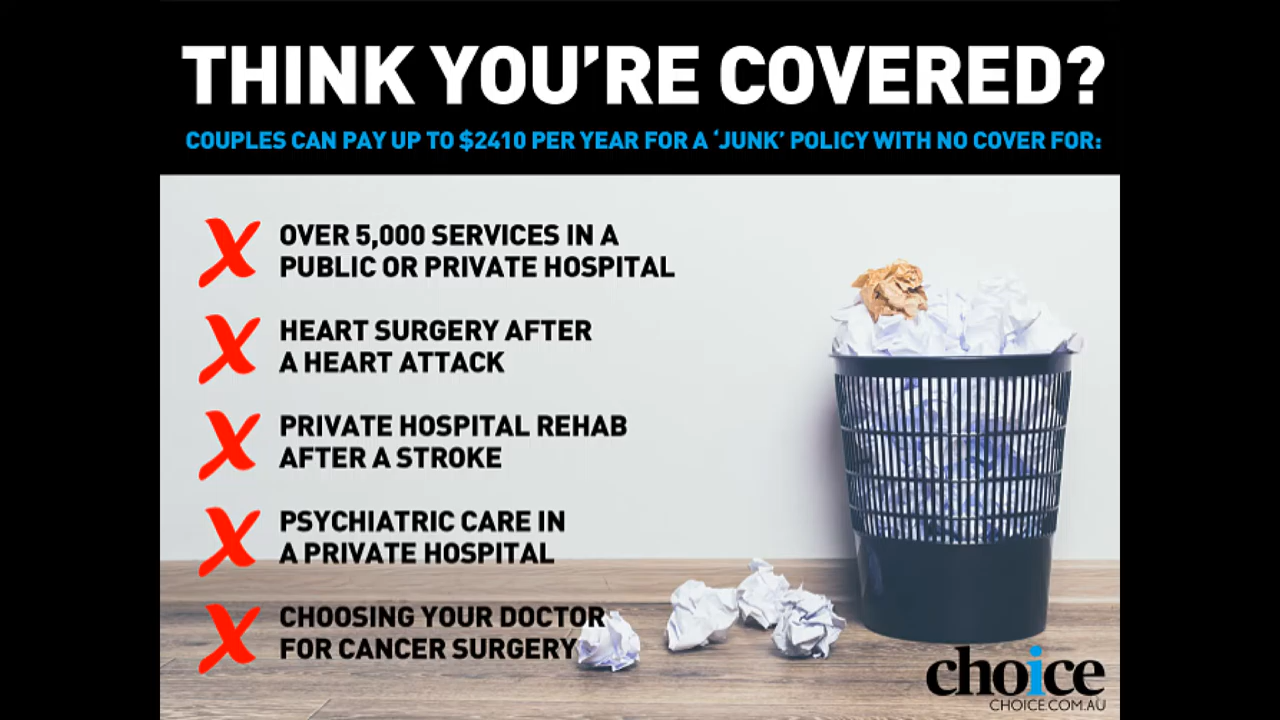 THINK YOU'RE COVERED?
COUPLES CAN PAY UP TO $2410 PER YEAR FOR A 'JUNK' POLICY WITH NO COVER FOR:
X OVER 5,000 SERVICES IN A
PUBLIC OR PRIVATE HOSPITAL
X HEART SURGERY AFTER
A HEART ATTACK
X PRIVATE HOSPITAL REHAB
AFTER A STROKE
X PSYCHIATRIC CARE IN
A PRIVATE HOSPITAL
X CHOOSING YOUR DOCTOR
FOR CANCER SURGERY
choice
CHOICE.COM.AU